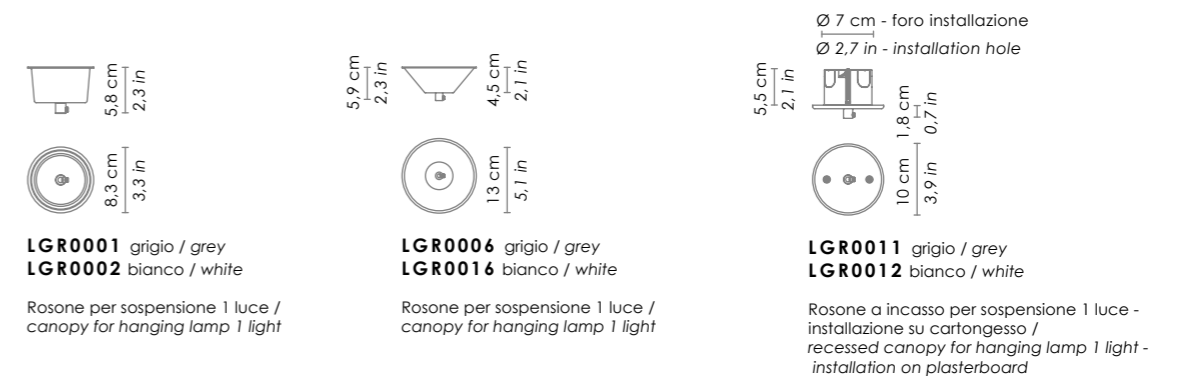 5,8 cm
2,3 in
8,3 cm
3,3 in
LGR0001 grigio / grey
LGR0002 bianco / white
Rosone per sospensione 1 luce /
canopy for hanging lamp 1 light
5,9 cm
2,3 in
4,5 cm
2,1 in
13 cm
5,1 in
LGR0006 grigio / grey
LGR0016 bianco / white
Rosone per sospensione 1 luce /
canopy for hanging lamp 1 light
Ø 7 cm - foro installazione
Ø 2,7 in - installation hole
5,5 cm
2,1 in
1,8 cm
0,7 in
10 cm
3,9 in
LGR0011 grigio / grey
LGR0012 bianco / white
Rosone a incasso per sospensione 1 luce -
installazione su cartongesso /
recessed canopy for hanging lamp 1 light -
installation on plasterboard